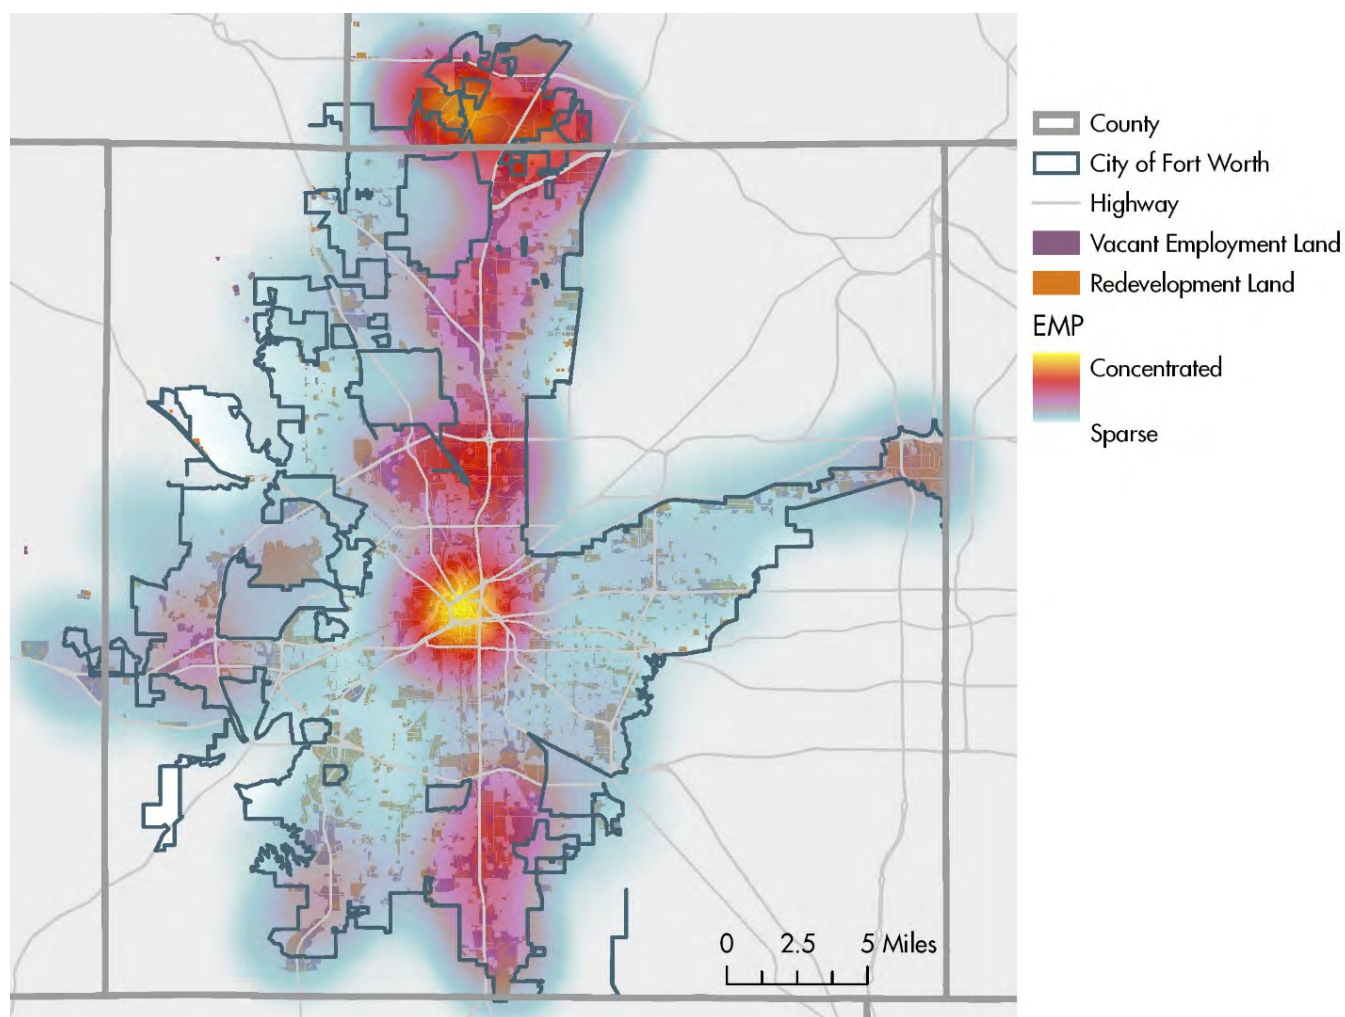 County
City of Fort Worth
Highway
Vacant Employment Land
Redevelopment Land
EMP
Concentrated
Sparse
0 2.5 5 Miles